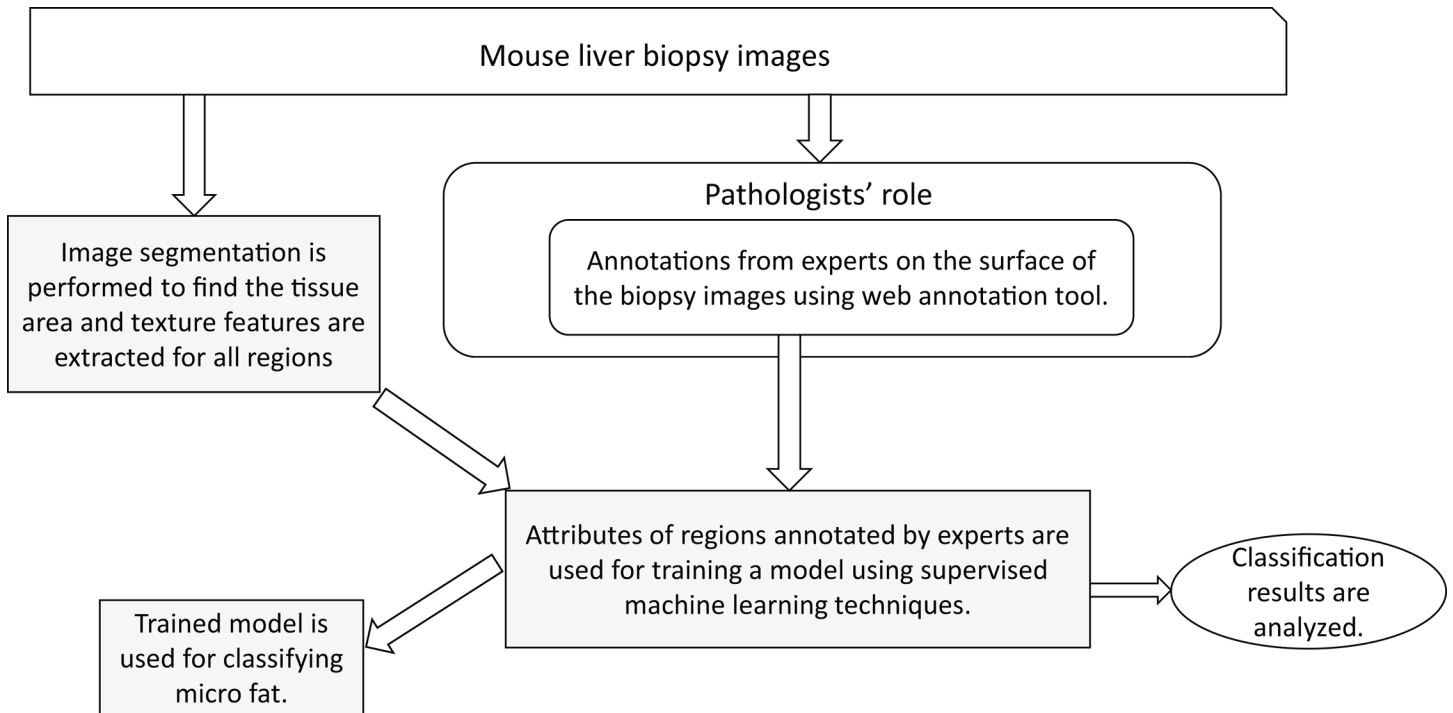 Mouse liver biopsy images
Pathologists’ role
Image segmentation is
performed to find the tissue
area and texture features are
extracted for all regions
Annotations from experts on the surface of
the biopsy images using web annotation tool.
Attributes of regions annotated by experts are
used for training a model using supervised
machine learning techniques.
Classification
results are
analyzed.
Trained model is
used for classifying
micro fat.